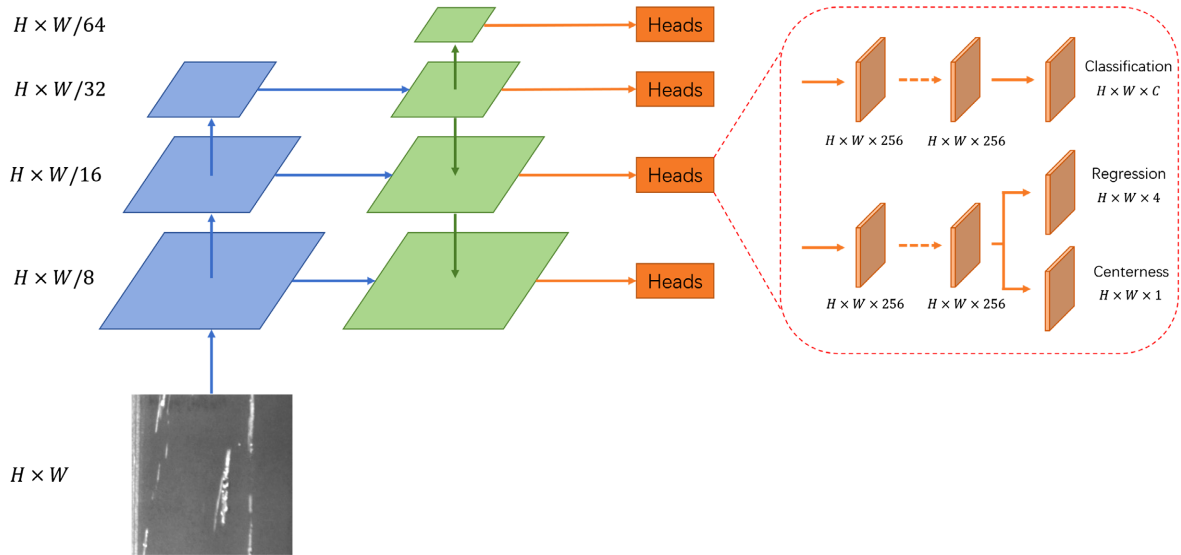 H × W/64
Heads
H × W/32
Heads
H × W/16
Heads
H × W/8
Heads
H × W
Classification
H × W × C
H × W × 256
H × W × 256
Regression
H × W × 4
Centerness
H × W × 1
H × W × 256
H × W × 256